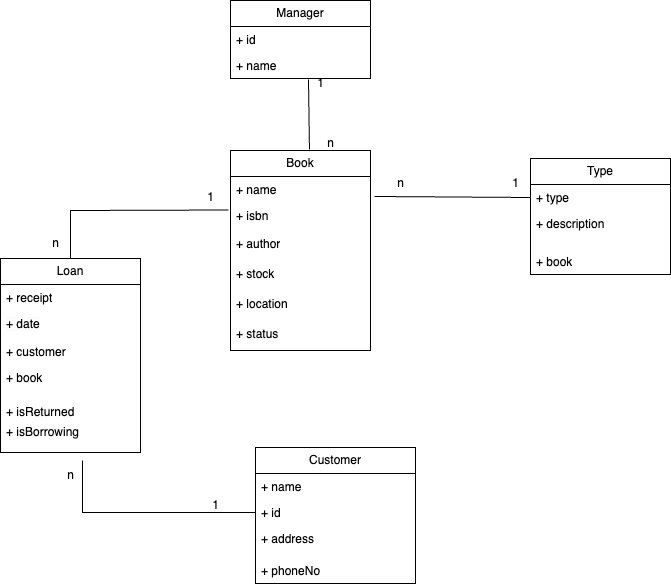 Manager
+ id
+ name
1
n
Book
+ name
+ isbn
+ author
+ stock
+ location
+ status
n
1
Type
+ type
+ description
+ book
1
n
Loan
+ receipt
+ date
+ customer
+ book
+ isReturned
+ isBorrowing
n
1
Customer
+ name
+ id
+ address
+ phoneNo